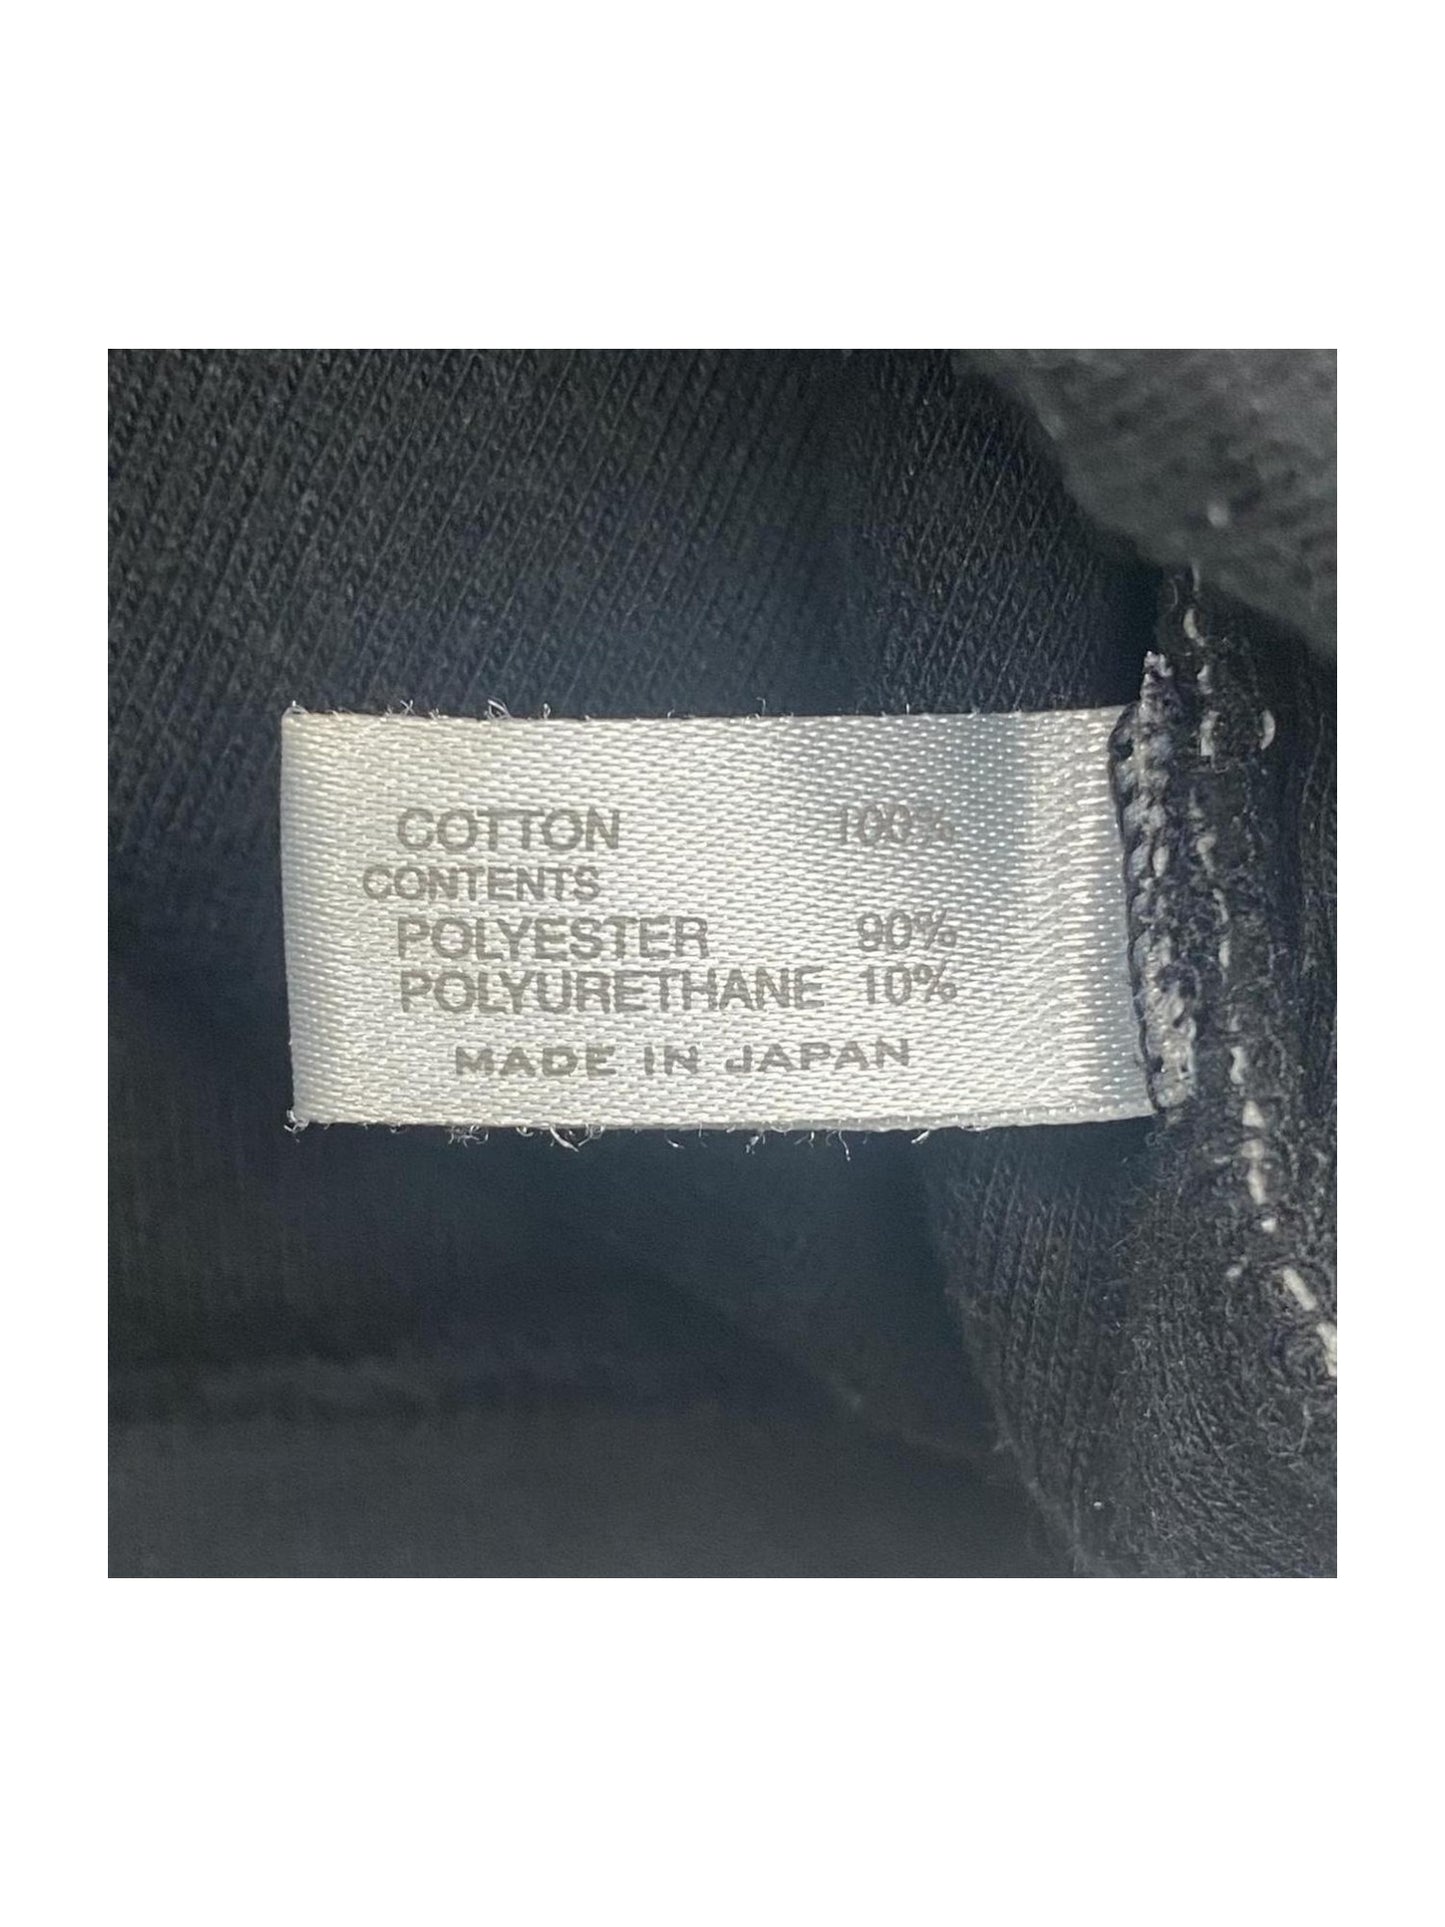 COTTON 100%
CONTENTS
POLYESTER 90%
POLYURETHANE 10%
MADE IN JAPAN